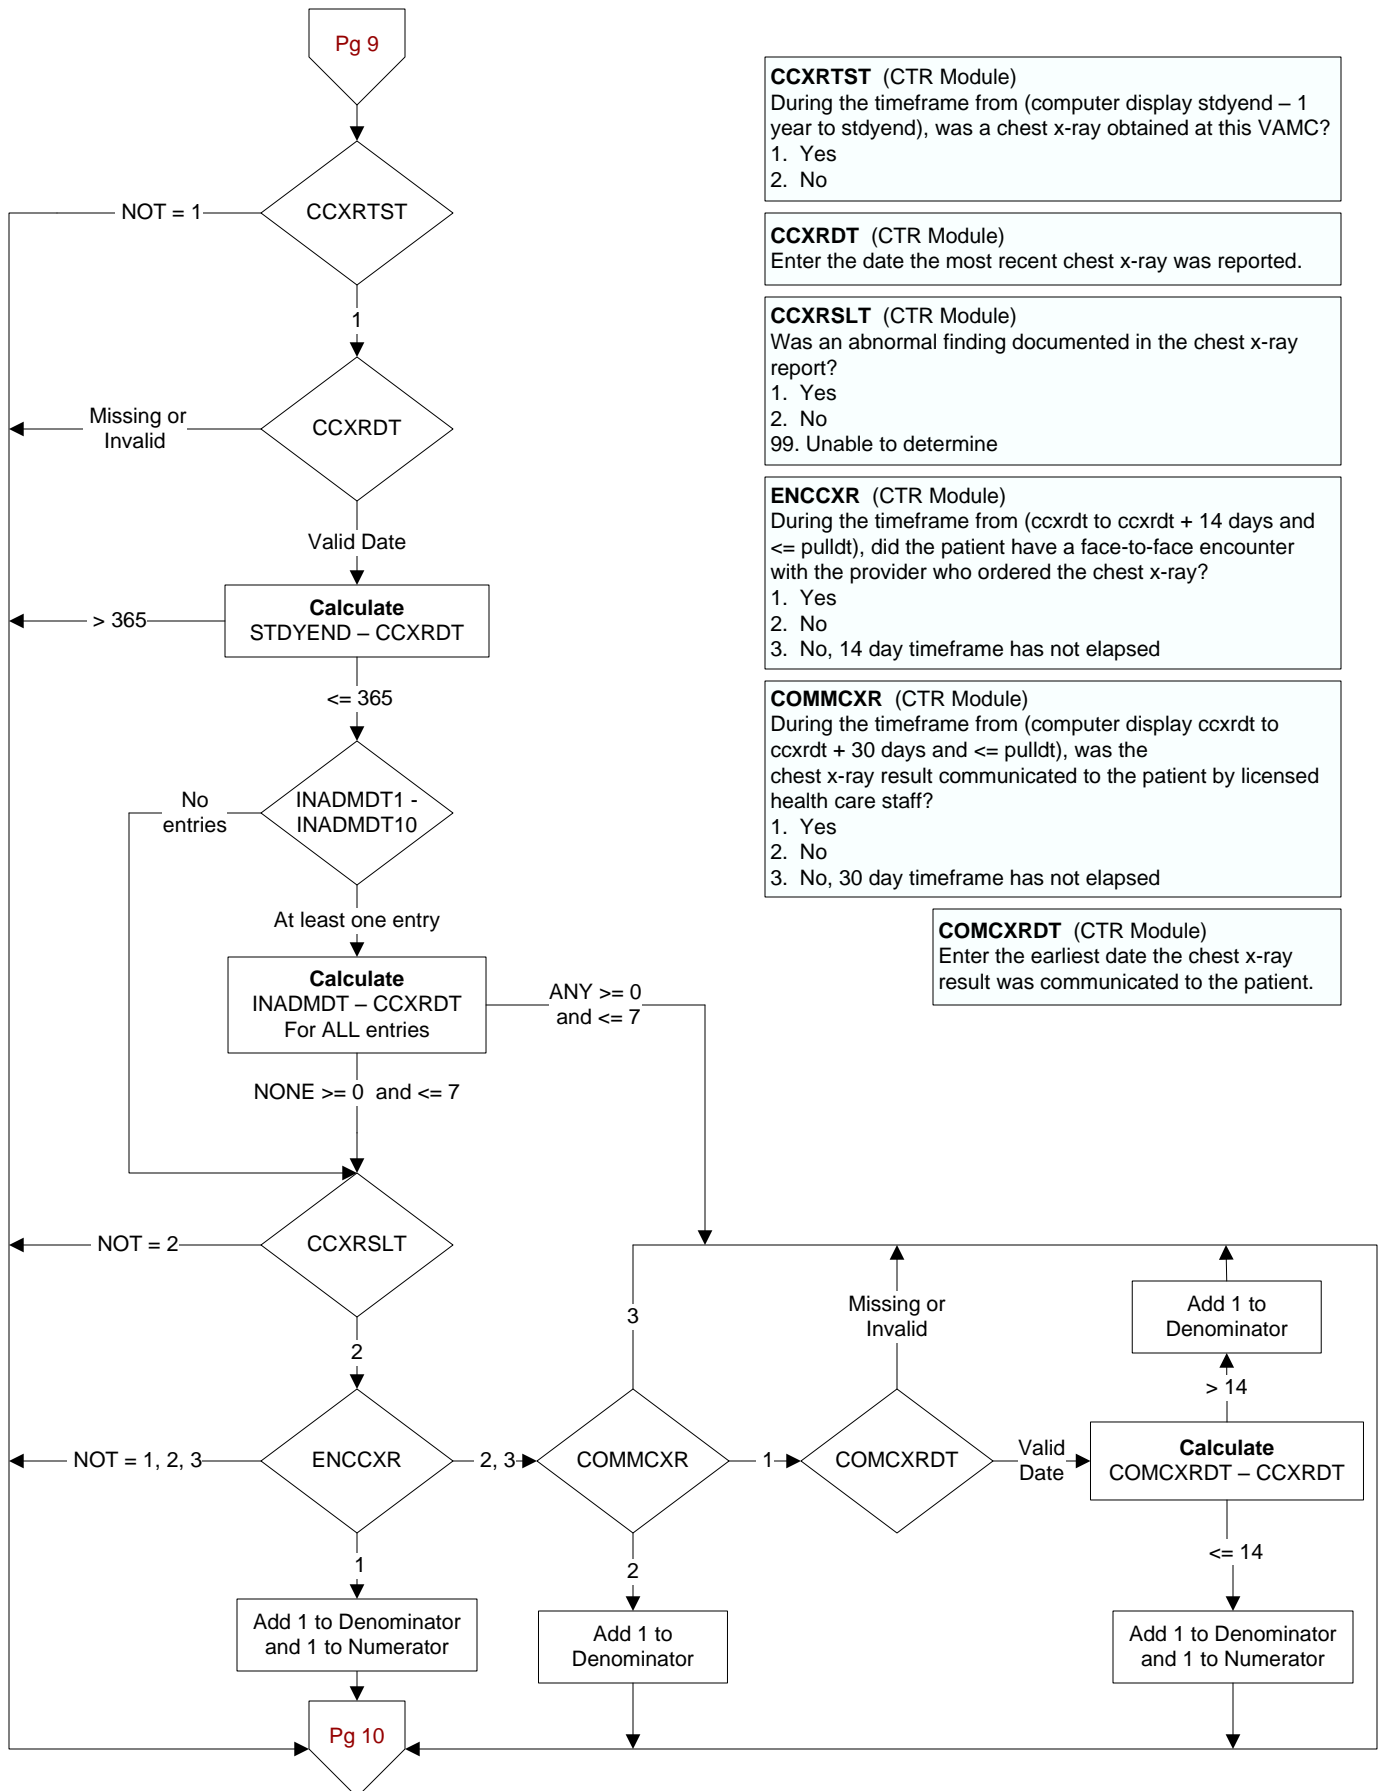 Pg 9
CCXRTST
NOT = 1
1
CCXRDT
Missing or
Invalid
Valid Date
Calculate
STDYEND – CCXRDT
> 365
<= 365
INADMDT1 -
INADMDT10
No
entries
At least one entry
Calculate
INADMDT – CCXRDT
For ALL entries
ANY >= 0
and <= 7
NONE >= 0 and <= 7
CCXRSLT
NOT = 2
2
ENCCXR
NOT = 1, 2, 3
2, 3
1
Add 1 to Denominator
and 1 to Numerator
Pg 10
COMMCXR
3
1
2
Add 1 to
Denominator
COMCXRDT
Missing or
Invalid
Valid
Date
Calculate
COMCXRDT – CCXRDT
> 14
Add 1 to
Denominator
<= 14
Add 1 to Denominator
and 1 to Numerator
CCXRTST (CTR Module)
During the timeframe from (computer display stdyend – 1
year to stdyend), was a chest x-ray obtained at this VAMC?
1. Yes
2. No
CCXRDT (CTR Module)
Enter the date the most recent chest x-ray was reported.
CCXRSLT (CTR Module)
Was an abnormal finding documented in the chest x-ray
report?
1. Yes
2. No
99. Unable to determine
ENCCXR (CTR Module)
During the timeframe from (ccxrdt to ccxrdt + 14 days and
<= pulldt), did the patient have a face-to-face encounter
with the provider who ordered the chest x-ray?
1. Yes
2. No
3. No, 14 day timeframe has not elapsed
COMMCXR (CTR Module)
During the timeframe from (computer display ccxrdt to
ccxrdt + 30 days and <= pulldt), was the
chest x-ray result communicated to the patient by licensed
health care staff?
1. Yes
2. No
3. No, 30 day timeframe has not elapsed
COMCXRDT (CTR Module)
Enter the earliest date the chest x-ray
result was communicated to the patient.